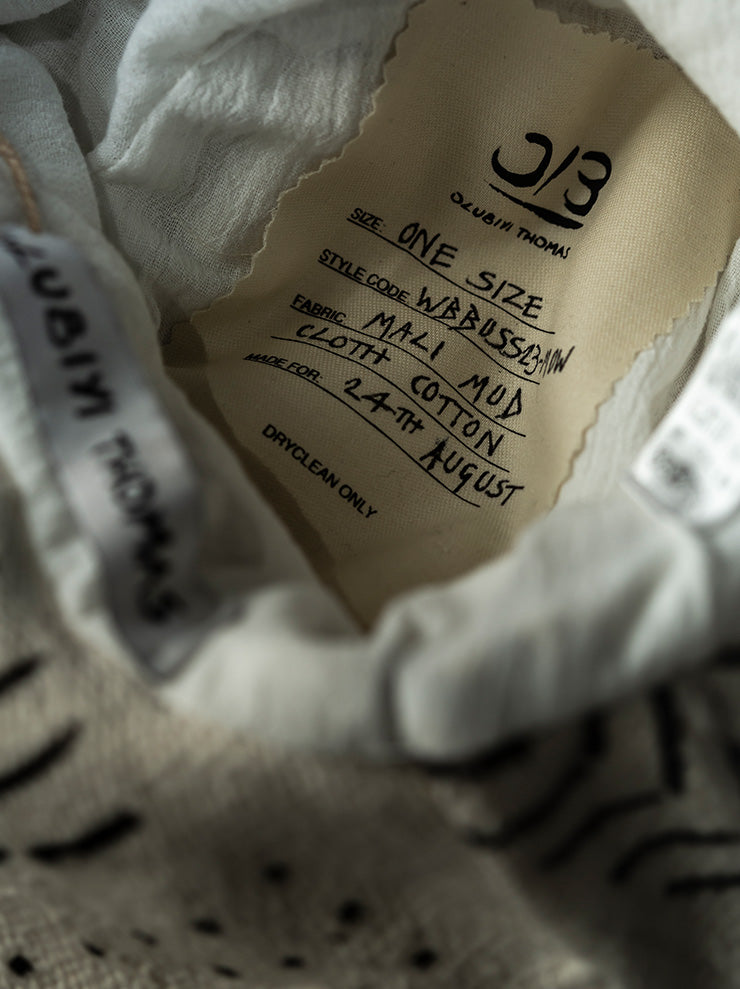 O/3
OLUBIYI THOMAS
SIZE: ONE SIZE
STYLE CODE: WBBUSS23-
FABRIC: MALI MUD
CLOTH COTTON
MADE FOR: 24TH
AUGUST
DRYCLEAN ONLY
OLUBIYI THOMAS